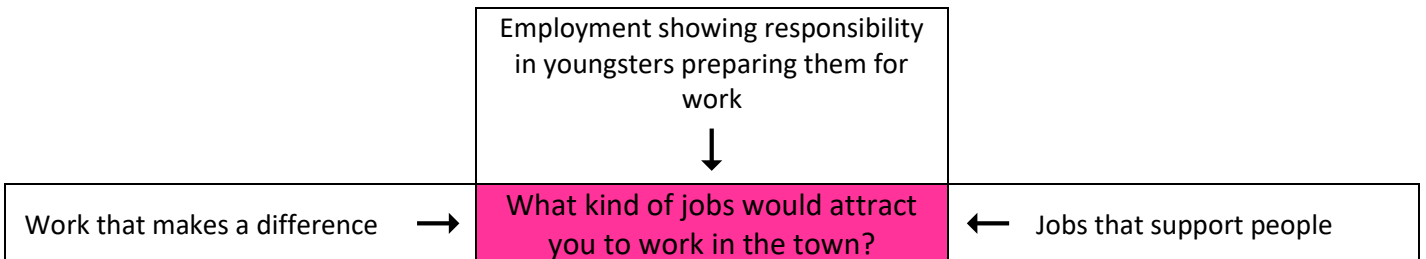 Employment showing responsibility
in youngsters preparing them for
work
Work that makes a difference
What kind of jobs would attract
you to work in the town?
Jobs that support people